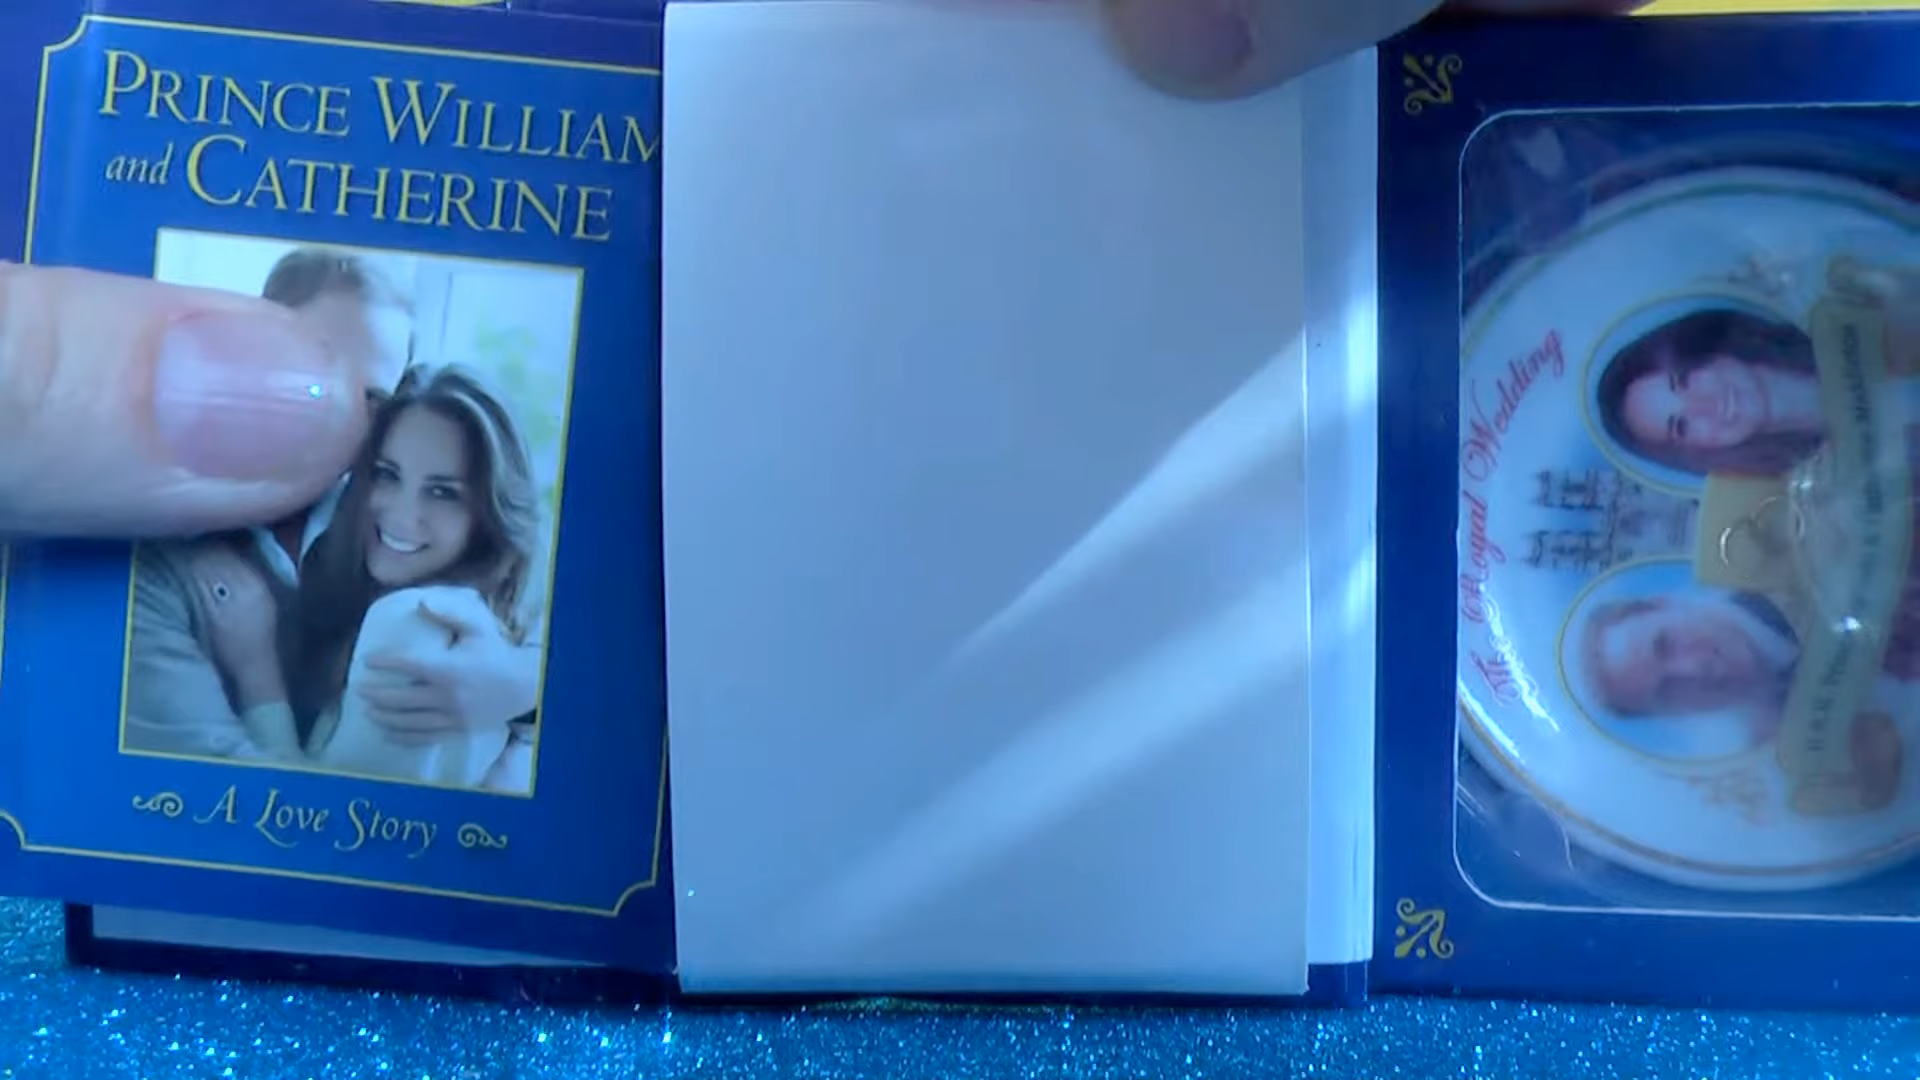 PRINCE WILLIAM
and CATHERINE
A Love Story
The Royal Wedding